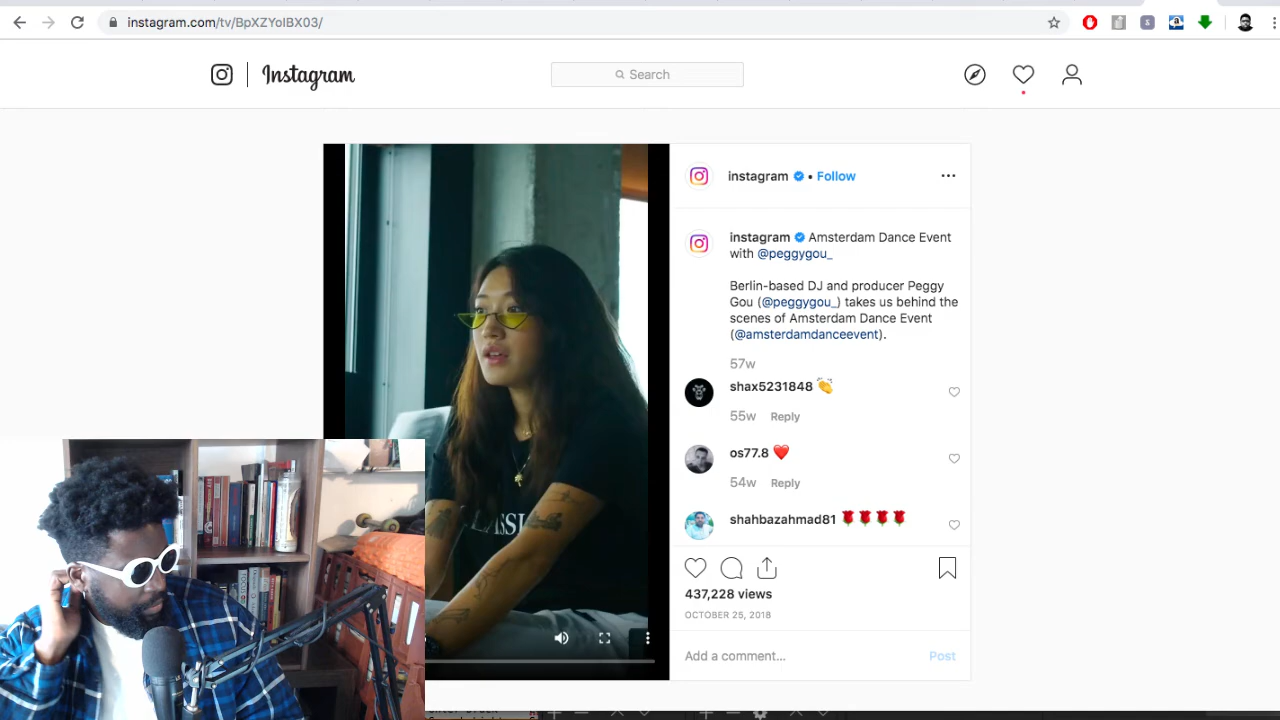 instagram.com/tv/BpXZYoIBX03/
Instagram
Search
instagram • Follow
instagram Amsterdam Dance Event
with @peggygou_
Berlin-based DJ and producer Peggy
Gou (@peggygou_) takes us behind the
scenes of Amsterdam Dance Event
(@amsterdamdanceevent).
57w
shax5231848 👏
55w Reply
os77.8 ❤️
54w Reply
shahbazahmad81 🌹🌹🌹🌹
437,228 views
OCTOBER 25, 2018
Add a comment... Post